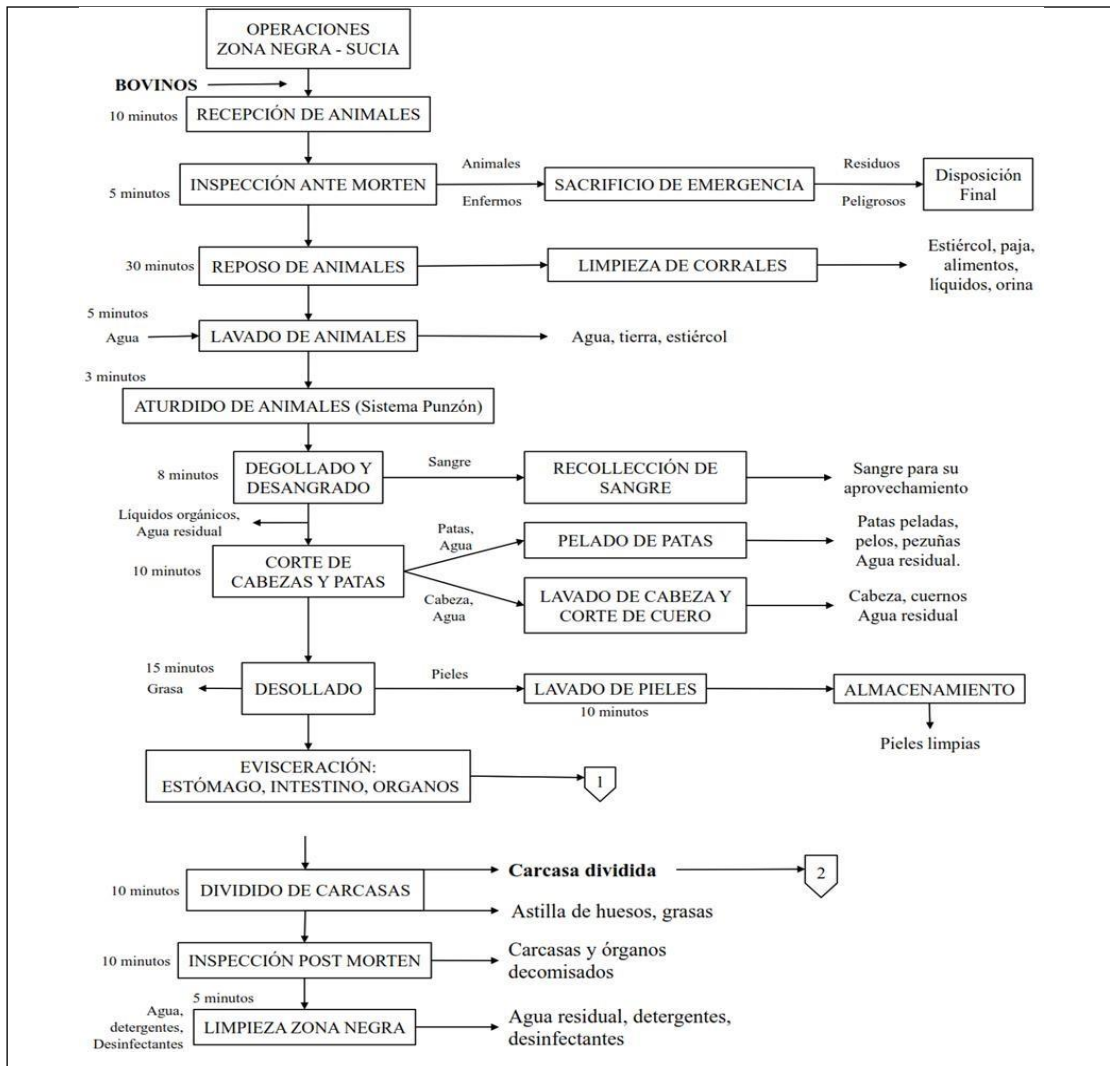 OPERACIONES
ZONA NEGRA - SUCIA
BOVINOS
10 minutos
RECEPCIÓN DE ANIMALES
5 minutos
INSPECCIÓN ANTE MORTEN
Animales
Enfermos
SACRIFICIO DE EMERGENCIA
Residuos
Peligrosos
Disposición
Final
30 minutos
REPOSO DE ANIMALES
LIMPIEZA DE CORRALES
Estiércol, paja,
alimentos,
líquidos, orina
5 minutos
Agua
LAVADO DE ANIMALES
Agua, tierra, estiércol
3 minutos
ATURDIDO DE ANIMALES (Sistema Punzón)
8 minutos
DEGOLLADO Y
DESANGRADO
Sangre
RECOLLECCIÓN DE
SANGRE
Sangre para su
aprovechamiento
Líquidos orgánicos,
Agua residual
10 minutos
CORTE DE
CABEZAS Y PATAS
Patas,
Agua
PELADO DE PATAS
Patas peladas,
pelos, pezuñas
Agua residual.
Cabeza,
Agua
LAVADO DE CABEZA Y
CORTE DE CUERO
Cabeza, cuernos
Agua residual
15 minutos
Grasa
DESOLLADO
Pieles
LAVADO DE PIELES
10 minutos
ALMACENAMIENTO
Pieles limpias
EVISCERACIÓN:
ESTÓMAGO, INTESTINO, ORGANOS
1
10 minutos
DIVIDIDO DE CARCASAS
Carcasa dividida
2
Astilla de huesos, grasas
10 minutos
INSPECCIÓN POST MORTEN
Carcasas y órganos
decomisados
5 minutos
Agua,
detergentes,
Desinfectantes
LIMPIEZA ZONA NEGRA
Agua residual, detergentes,
desinfectantes